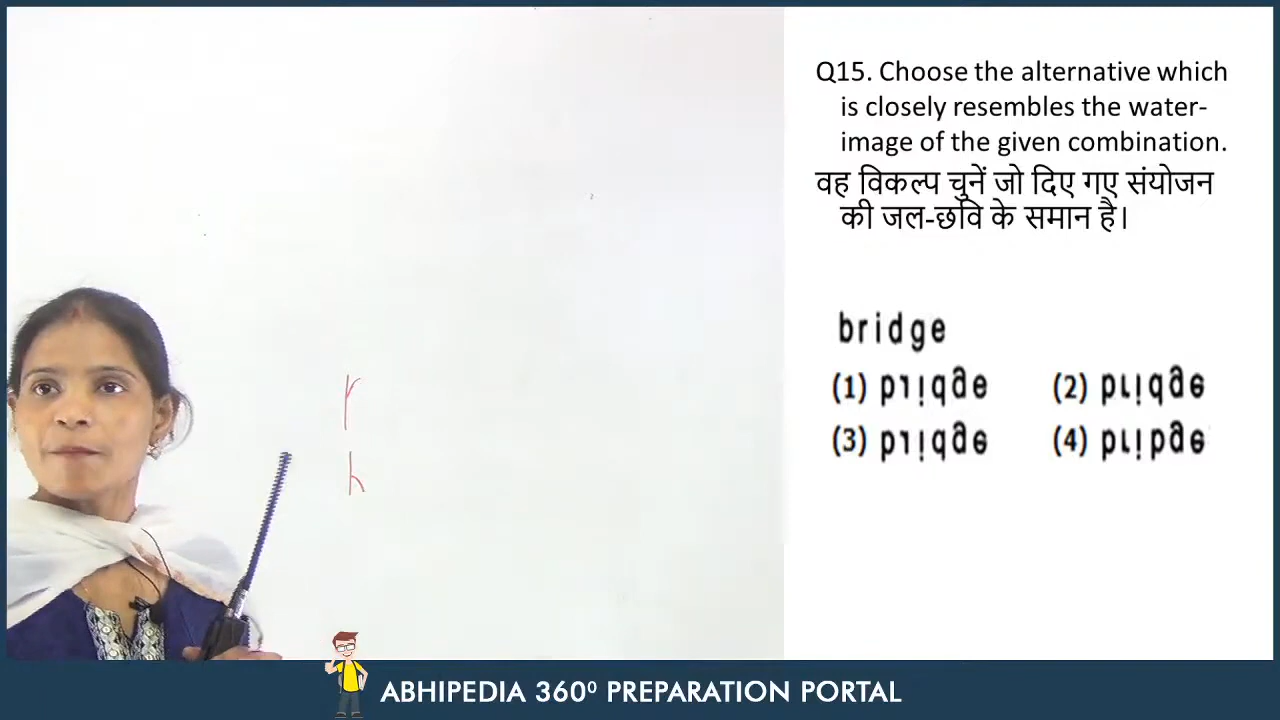 Q15. Choose the alternative which
is closely resembles the water-
image of the given combination.
वह विकल्प चुनें जो दिए गए संयोजन
की जल-छवि के समान है।
bridge
(1) (2)
(3) (4)
r
h
ABHIPEDIA 360⁰ PREPARATION PORTAL